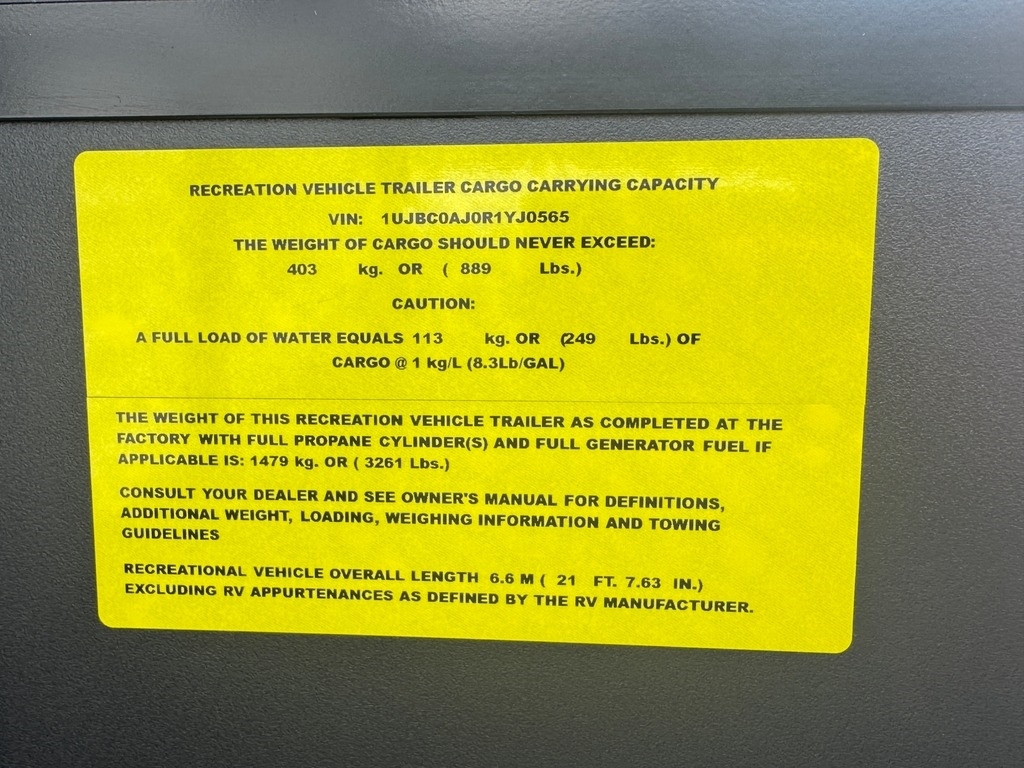 RECREATION VEHICLE TRAILER CARGO CARRYING CAPACITY
VIN: 1UJBC0AJ0R1YJ0565
THE WEIGHT OF CARGO SHOULD NEVER EXCEED:
403 kg. OR ( 889 Lbs.)
CAUTION:
A FULL LOAD OF WATER EQUALS 113 kg. OR (249 Lbs.) OF
CARGO @ 1 kg/L (8.3Lb/GAL)
THE WEIGHT OF THIS RECREATION VEHICLE TRAILER AS COMPLETED AT THE
FACTORY WITH FULL PROPANE CYLINDER(S) AND FULL GENERATOR FUEL IF
APPLICABLE IS: 1479 kg. OR ( 3261 Lbs.)
CONSULT YOUR DEALER AND SEE OWNER'S MANUAL FOR DEFINITIONS,
ADDITIONAL WEIGHT, LOADING, WEIGHING INFORMATION AND TOWING
GUIDELINES
RECREATIONAL VEHICLE OVERALL LENGTH 6.6 M ( 21 FT. 7.63 IN.)
EXCLUDING RV APPURTENANCES AS DEFINED BY THE RV MANUFACTURER.